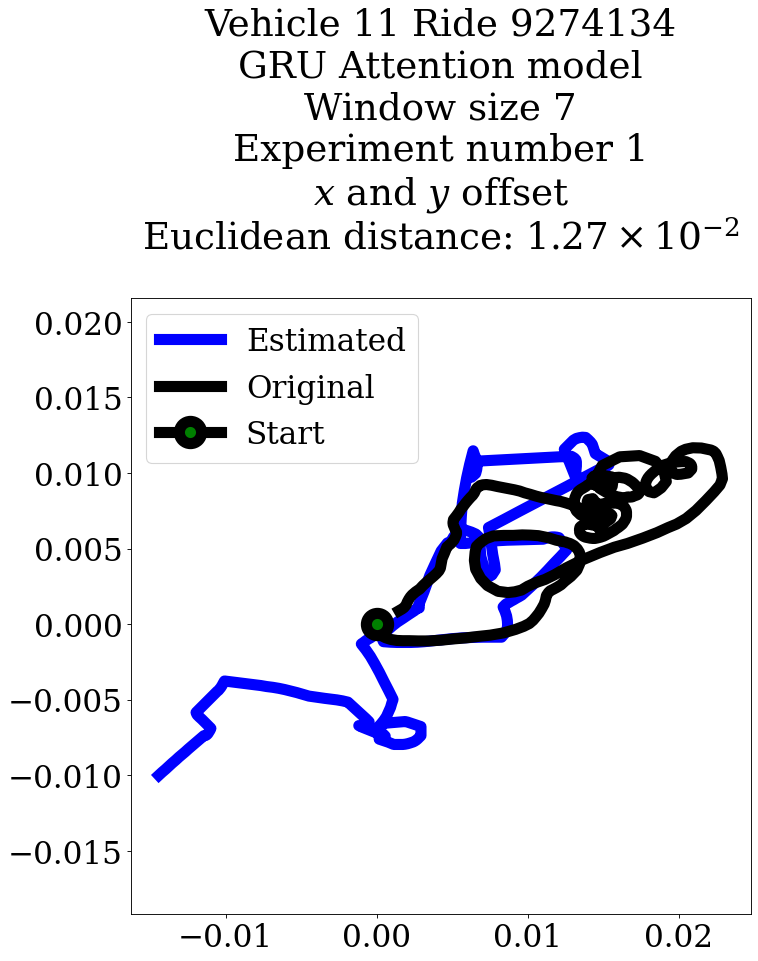 Vehicle 11 Ride 9274134
GRU Attention model
Window size 7
Experiment number 1
x and y offset
Euclidean distance: 1.27 × 10⁻²
Estimated
Original
Start
0.020
0.015
0.010
0.005
0.000
−0.005
−0.010
−0.015
−0.01 0.00 0.01 0.02